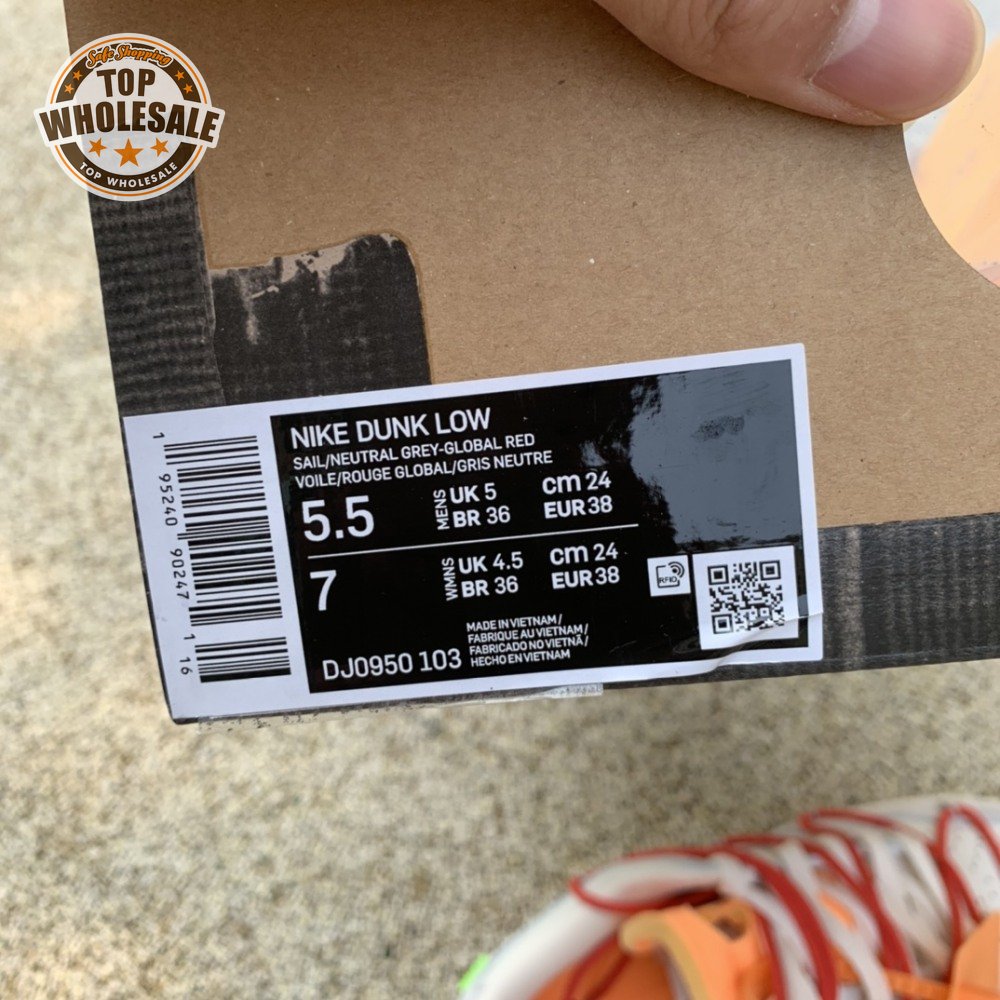 Safe Shopping
TOP
WHOLESALE
TOP WHOLESALE
NIKE DUNK LOW
SAIL/NEUTRAL GREY-GLOBAL RED
VOILE/ROUGE GLOBAL/GRIS NEUTRE
5.5 MENS UK 5 cm 24
BR 36 EUR 38
7 WMNS UK 4.5 cm 24
BR 36 EUR 38
RFID
MADE IN VIETNAM /
FABRIQUE AU VIETNAM /
FABRICADO NO VIETNÃ /
HECHO EN VIETNAM
DJ0950 103
1 95240 90247 1 16